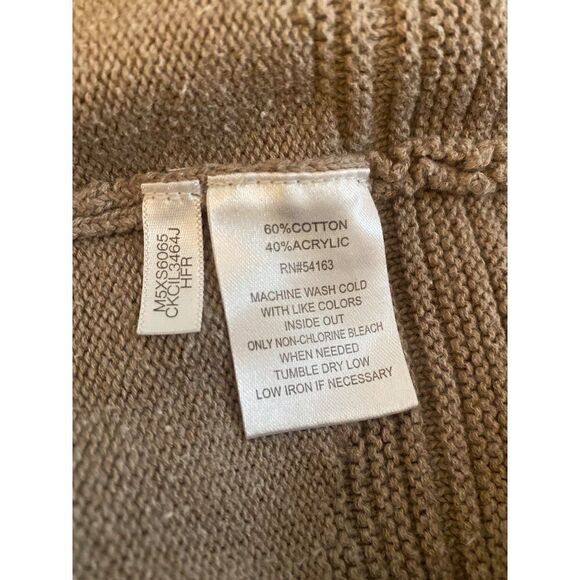 M5XS6065
CKCIL3464J
HFR
60%COTTON
40%ACRYLIC
RN#54163
MACHINE WASH COLD
WITH LIKE COLORS
INSIDE OUT
ONLY NON-CHLORINE BLEACH
WHEN NEEDED
TUMBLE DRY LOW
LOW IRON IF NECESSARY